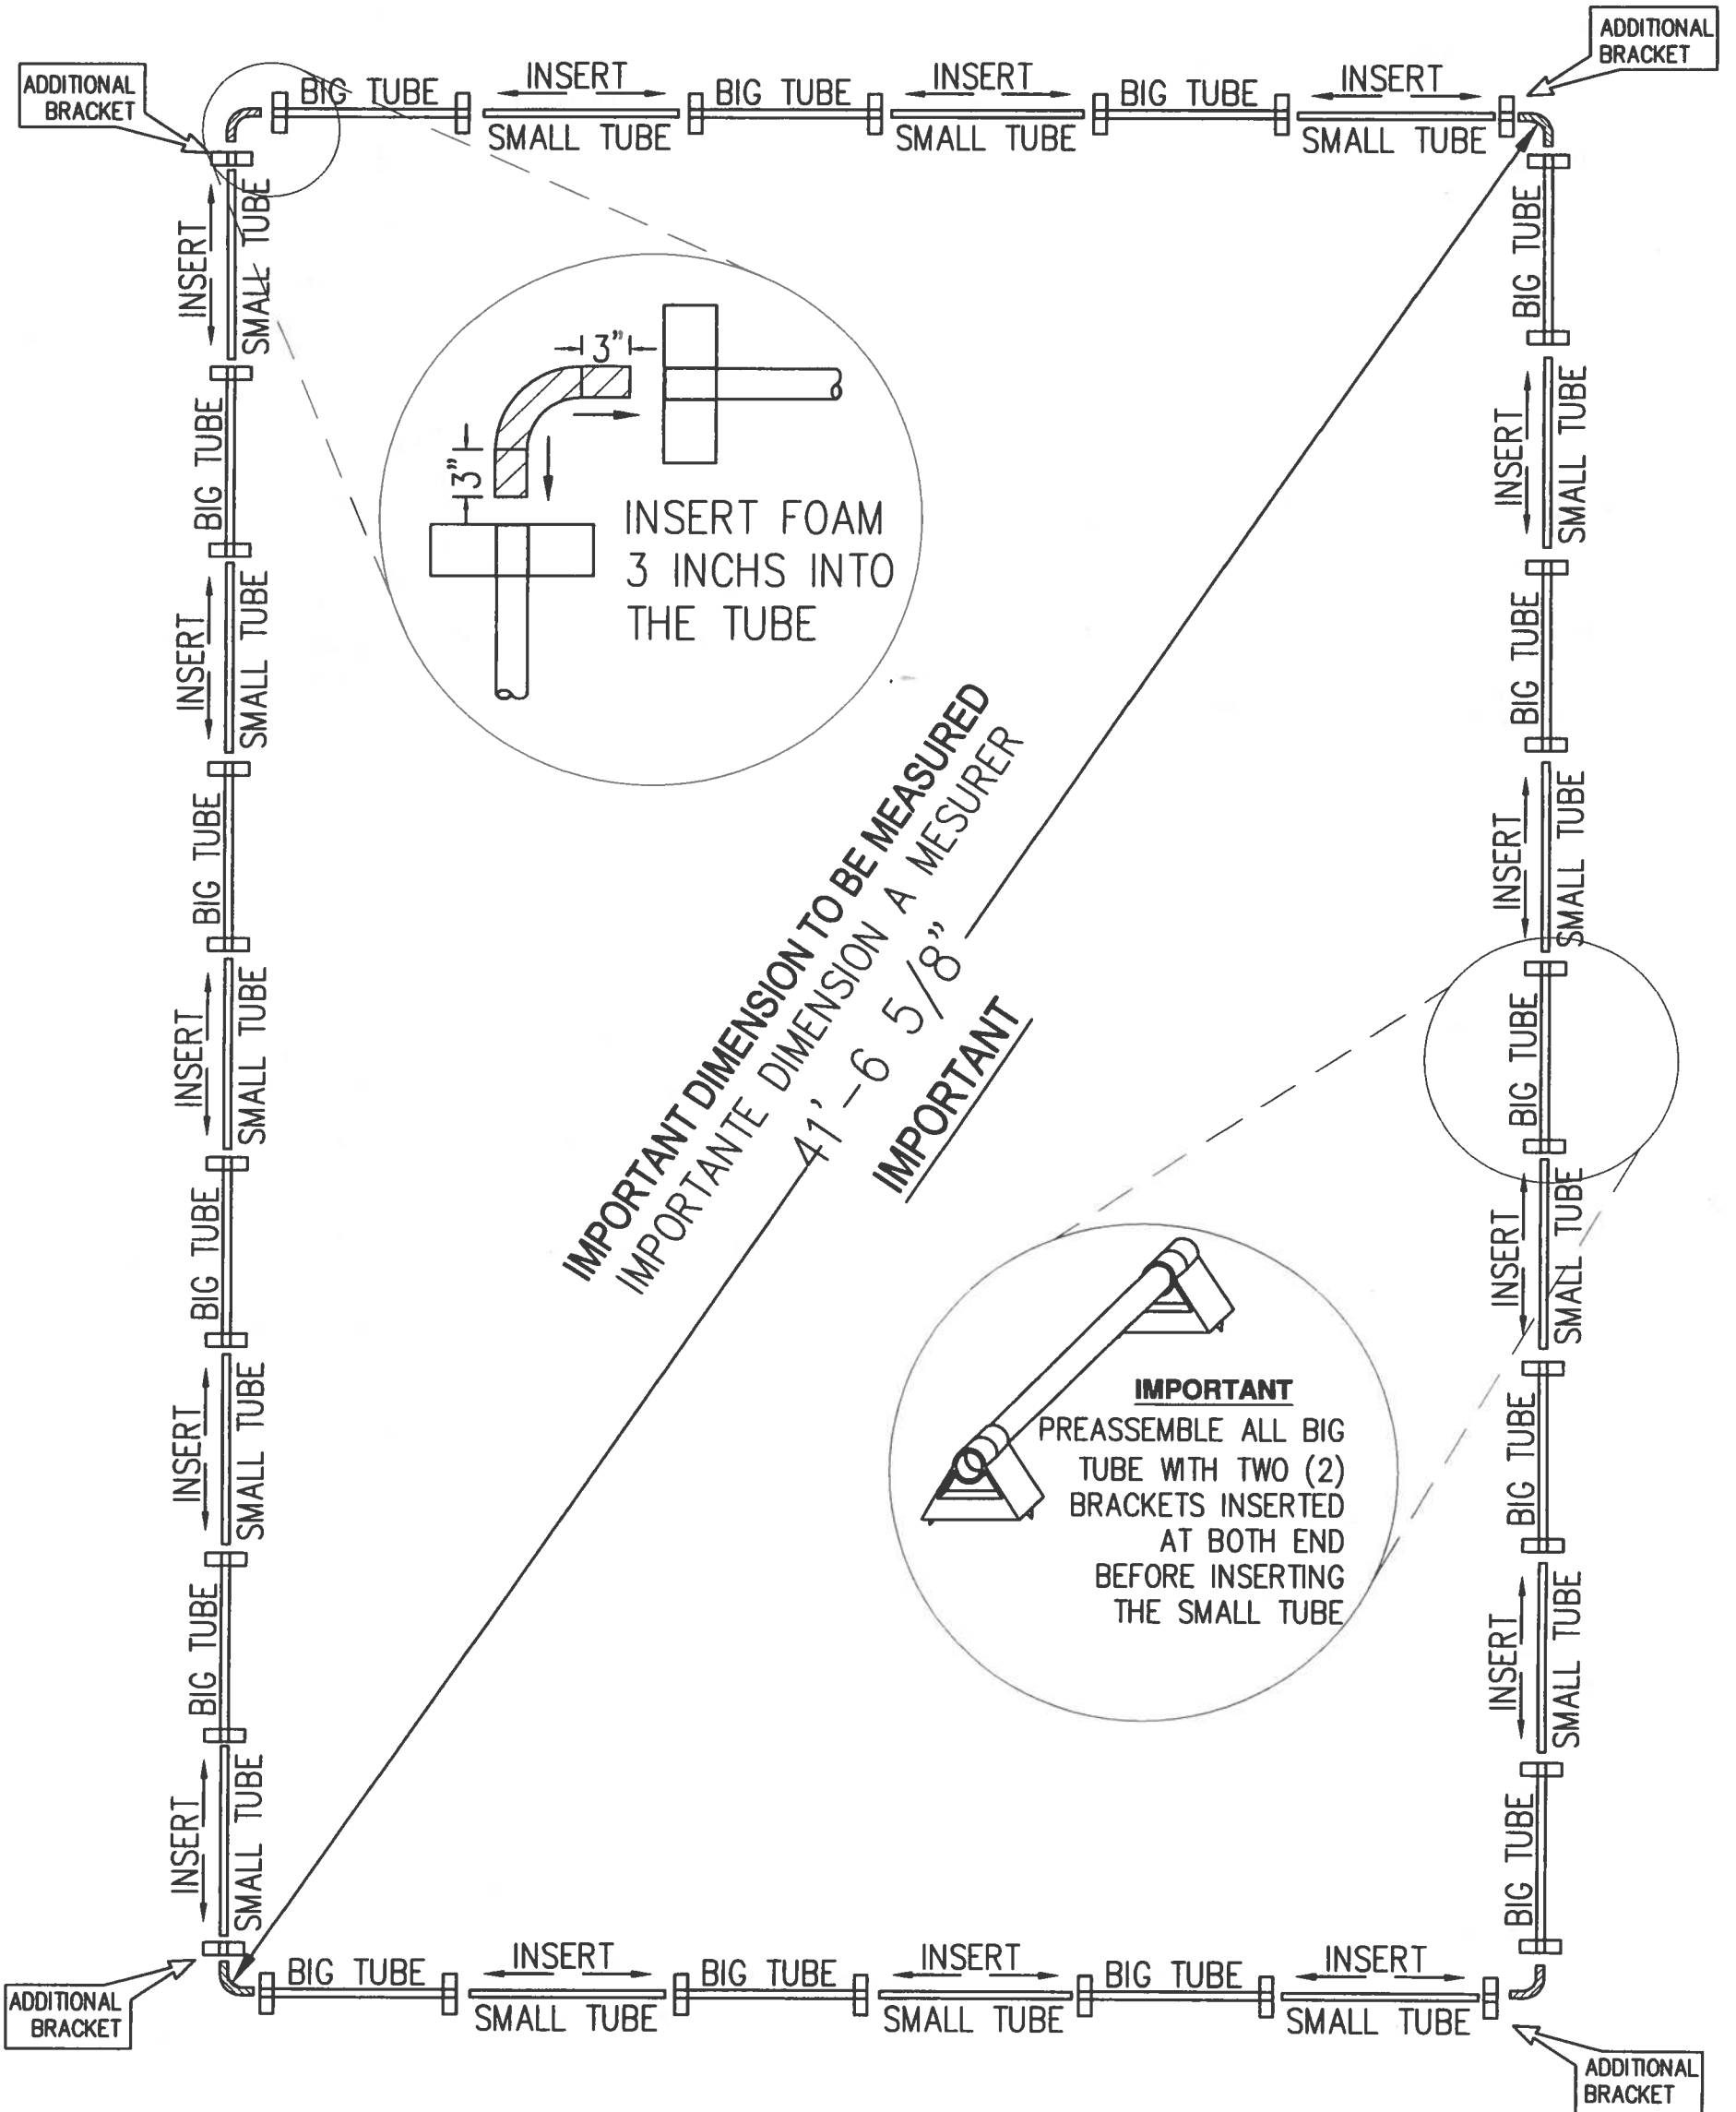 ADDITIONAL
BRACKET
ADDITIONAL
BRACKET
BIG TUBE
INSERT
SMALL TUBE
BIG TUBE
INSERT
SMALL TUBE
BIG TUBE
INSERT
SMALL TUBE
INSERT
SMALL TUBE
BIG TUBE
INSERT
SMALL TUBE
BIG TUBE
INSERT
SMALL TUBE
BIG TUBE
INSERT
SMALL TUBE
BIG TUBE
INSERT
SMALL TUBE
3"
3"
INSERT FOAM
3 INCHS INTO
THE TUBE
IMPORTANT DIMENSION TO BE MEASURED
IMPORTANTE DIMENSION A MESURER
41'-6 5/8"
IMPORTANT
IMPORTANT
PREASSEMBLE ALL BIG
TUBE WITH TWO (2)
BRACKETS INSERTED
AT BOTH END
BEFORE INSERTING
THE SMALL TUBE
BIG TUBE
INSERT
SMALL TUBE
BIG TUBE
INSERT
SMALL TUBE
BIG TUBE
INSERT
SMALL TUBE
BIG TUBE
INSERT
SMALL TUBE
BIG TUBE
ADDITIONAL
BRACKET
BIG TUBE
INSERT
SMALL TUBE
BIG TUBE
INSERT
SMALL TUBE
BIG TUBE
INSERT
SMALL TUBE
ADDITIONAL
BRACKET